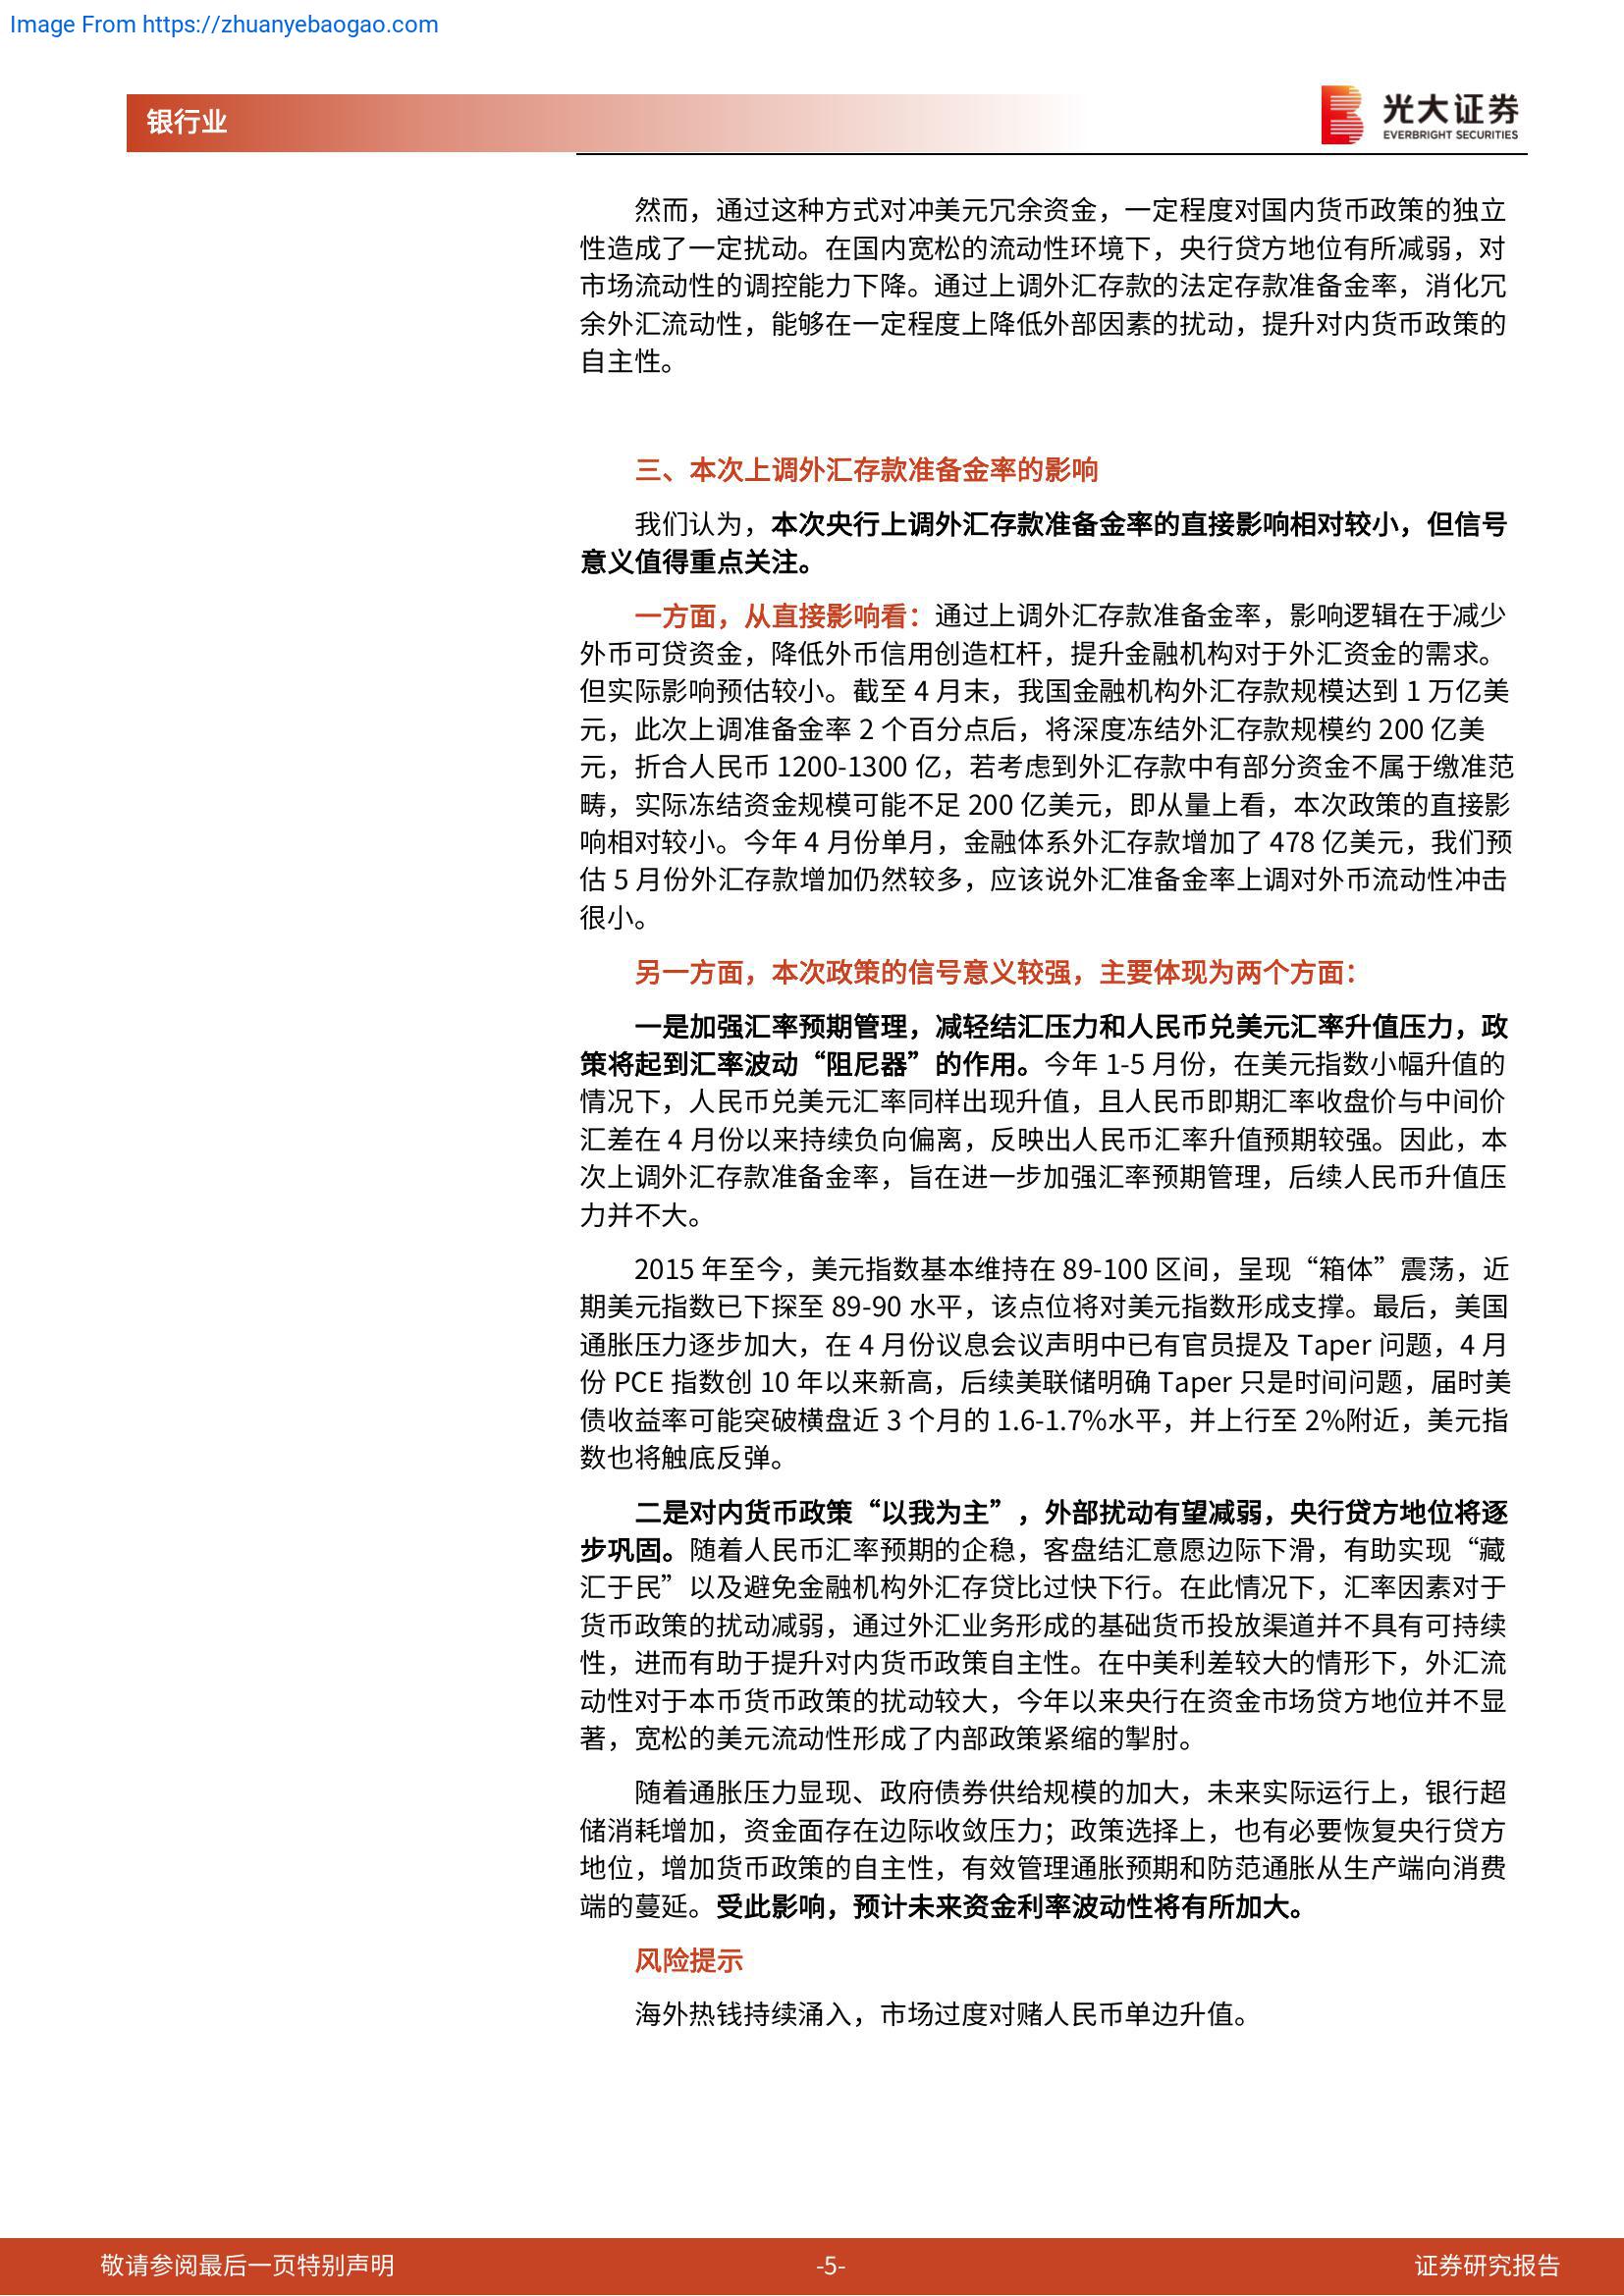 Image From https://zhuanyebaogao.com
银行业
光大证券
EVERBRIGHT SECURITIES
然而，通过这种方式对冲美元冗余资金，一定程度对国内货币政策的独立
性造成了一定扰动。在国内宽松的流动性环境下，央行贷方地位有所减弱，对
市场流动性的调控能力下降。通过上调外汇存款的法定存款准备金率，消化冗
余外汇流动性，能够在一定程度上降低外部因素的扰动，提升对内货币政策的
自主性。
三、本次上调外汇存款准备金率的影响
我们认为，本次央行上调外汇存款准备金率的直接影响相对较小，但信号
意义值得重点关注。
一方面，从直接影响看：通过上调外汇存款准备金率，影响逻辑在于减少
外币可贷资金，降低外币信用创造杠杆，提升金融机构对于外汇资金的需求。
但实际影响预估较小。截至 4 月末，我国金融机构外汇存款规模达到 1 万亿美
元，此次上调准备金率 2 个百分点后，将深度冻结外汇存款规模约 200 亿美
元，折合人民币 1200-1300 亿，若考虑到外汇存款中有部分资金不属于缴准范
畴，实际冻结资金规模可能不足 200 亿美元，即从量上看，本次政策的直接影
响相对较小。今年 4 月份单月，金融体系外汇存款增加了 478 亿美元，我们预
估 5 月份外汇存款增加仍然较多，应该说外汇准备金率上调对外币流动性冲击
很小。
另一方面，本次政策的信号意义较强，主要体现为两个方面：
一是加强汇率预期管理，减轻结汇压力和人民币兑美元汇率升值压力，政
策将起到汇率波动“阻尼器”的作用。今年 1-5 月份，在美元指数小幅升值的
情况下，人民币兑美元汇率同样出现升值，且人民币即期汇率收盘价与中间价
汇差在 4 月份以来持续负向偏离，反映出人民币汇率升值预期较强。因此，本
次上调外汇存款准备金率，旨在进一步加强汇率预期管理，后续人民币升值压
力并不大。
2015 年至今，美元指数基本维持在 89-100 区间，呈现“箱体”震荡，近
期美元指数已下探至 89-90 水平，该点位将对美元指数形成支撑。最后，美国
通胀压力逐步加大，在 4 月份议息会议声明中已有官员提及 Taper 问题，4 月
份 PCE 指数创 10 年以来新高，后续美联储明确 Taper 只是时间问题，届时美
债收益率可能突破横盘近 3 个月的 1.6-1.7%水平，并上行至 2%附近，美元指
数也将触底反弹。
二是对内货币政策“以我为主”，外部扰动有望减弱，央行贷方地位将逐
步巩固。随着人民币汇率预期的企稳，客盘结汇意愿边际下滑，有助实现“藏
汇于民”以及避免金融机构外汇存贷比过快下行。在此情况下，汇率因素对于
货币政策的扰动减弱，通过外汇业务形成的基础货币投放渠道并不具有可持续
性，进而有助于提升对内货币政策自主性。在中美利差较大的情形下，外汇流
动性对于本币货币政策的扰动较大，今年以来央行在资金市场贷方地位并不显
著，宽松的美元流动性形成了内部政策紧缩的掣肘。
随着通胀压力显现、政府债券供给规模的加大，未来实际运行上，银行超
储消耗增加，资金面存在边际收敛压力；政策选择上，也有必要恢复央行贷方
地位，增加货币政策的自主性，有效管理通胀预期和防范通胀从生产端向消费
端的蔓延。受此影响，预计未来资金利率波动性将有所加大。
风险提示
海外热钱持续涌入，市场过度对赌人民币单边升值。
敬请参阅最后一页特别声明
-5-
证券研究报告